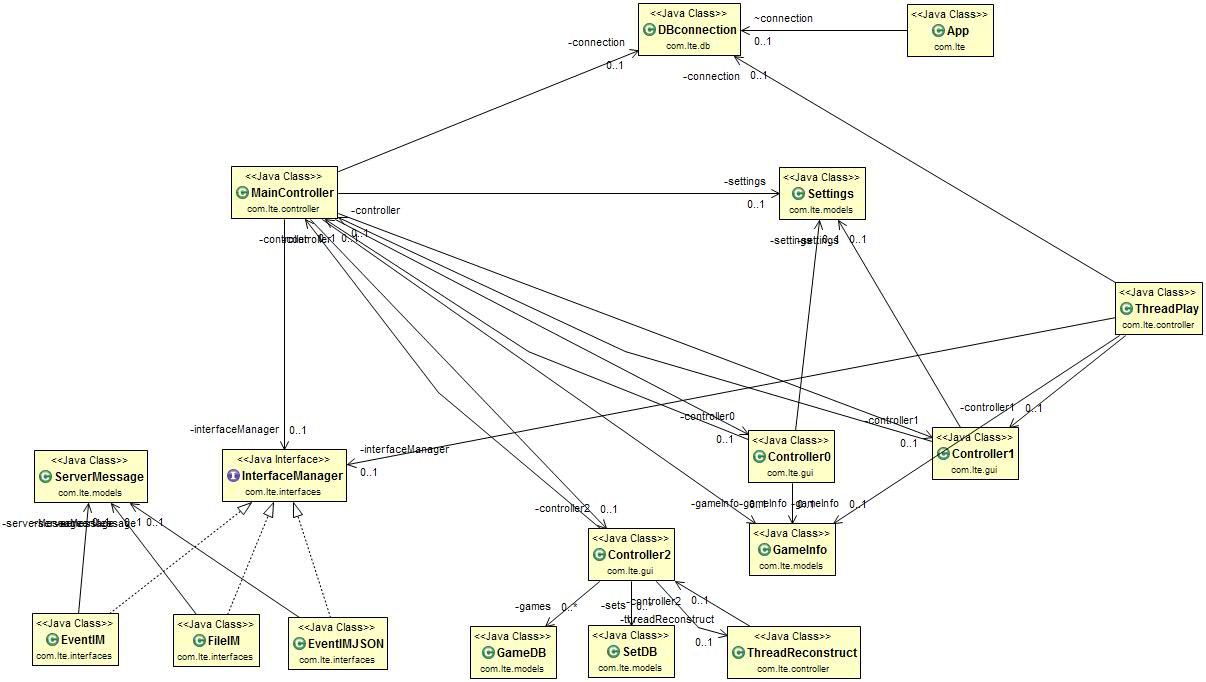 <<Java Class>>
DBconnection
com.lte.db
~connection
0..1
<<Java Class>>
App
com.lte
-connection
0..1
-connection
0..1
<<Java Class>>
MainController
com.lte.controller
-settings
0..1
<<Java Class>>
Settings
com.lte.models
-controller
0..1
-controller
0..1
-settings
-settings
0..1
<<Java Class>>
ThreadPlay
com.lte.controller
-controller0
0..1
-controller1
0..1
-controller1
0..1
-interfaceManager
0..1
-interfaceManager
0..1
<<Java Class>>
ServerMessage
com.lte.models
<<Java Interface>>
InterfaceManager
com.lte.interfaces
<<Java Class>>
Controller0
com.lte.gui
<<Java Class>>
Controller1
com.lte.gui
-controller2
0..1
-gameInfo
-gameInfo
-gameInfo
0..1
0..1
<<Java Class>>
Controller2
com.lte.gui
<<Java Class>>
GameInfo
com.lte.models
-games
0..*
-sets
-controller2
0..1
-threadReconstruct
0..1
<<Java Class>>
EventIM
com.lte.interfaces
<<Java Class>>
FileIM
com.lte.interfaces
<<Java Class>>
EventIMJSON
com.lte.interfaces
<<Java Class>>
GameDB
com.lte.models
<<Java Class>>
SetDB
com.lte.models
<<Java Class>>
ThreadReconstruct
com.lte.controller